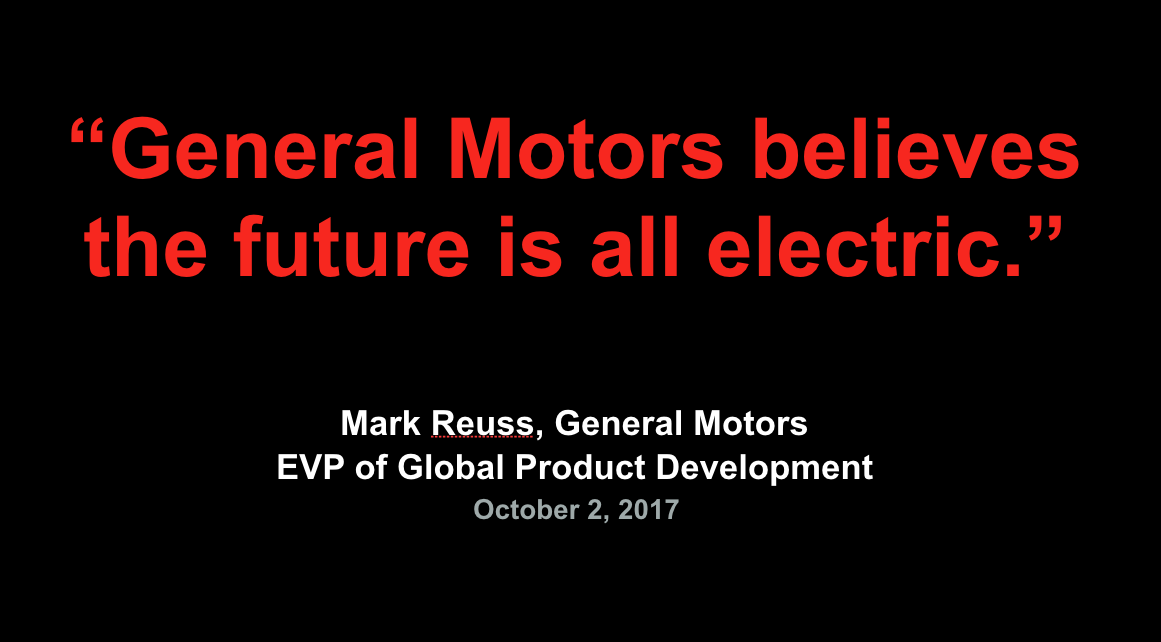 “General Motors believes
the future is all electric.”
Mark Reuss, General Motors
EVP of Global Product Development
October 2, 2017